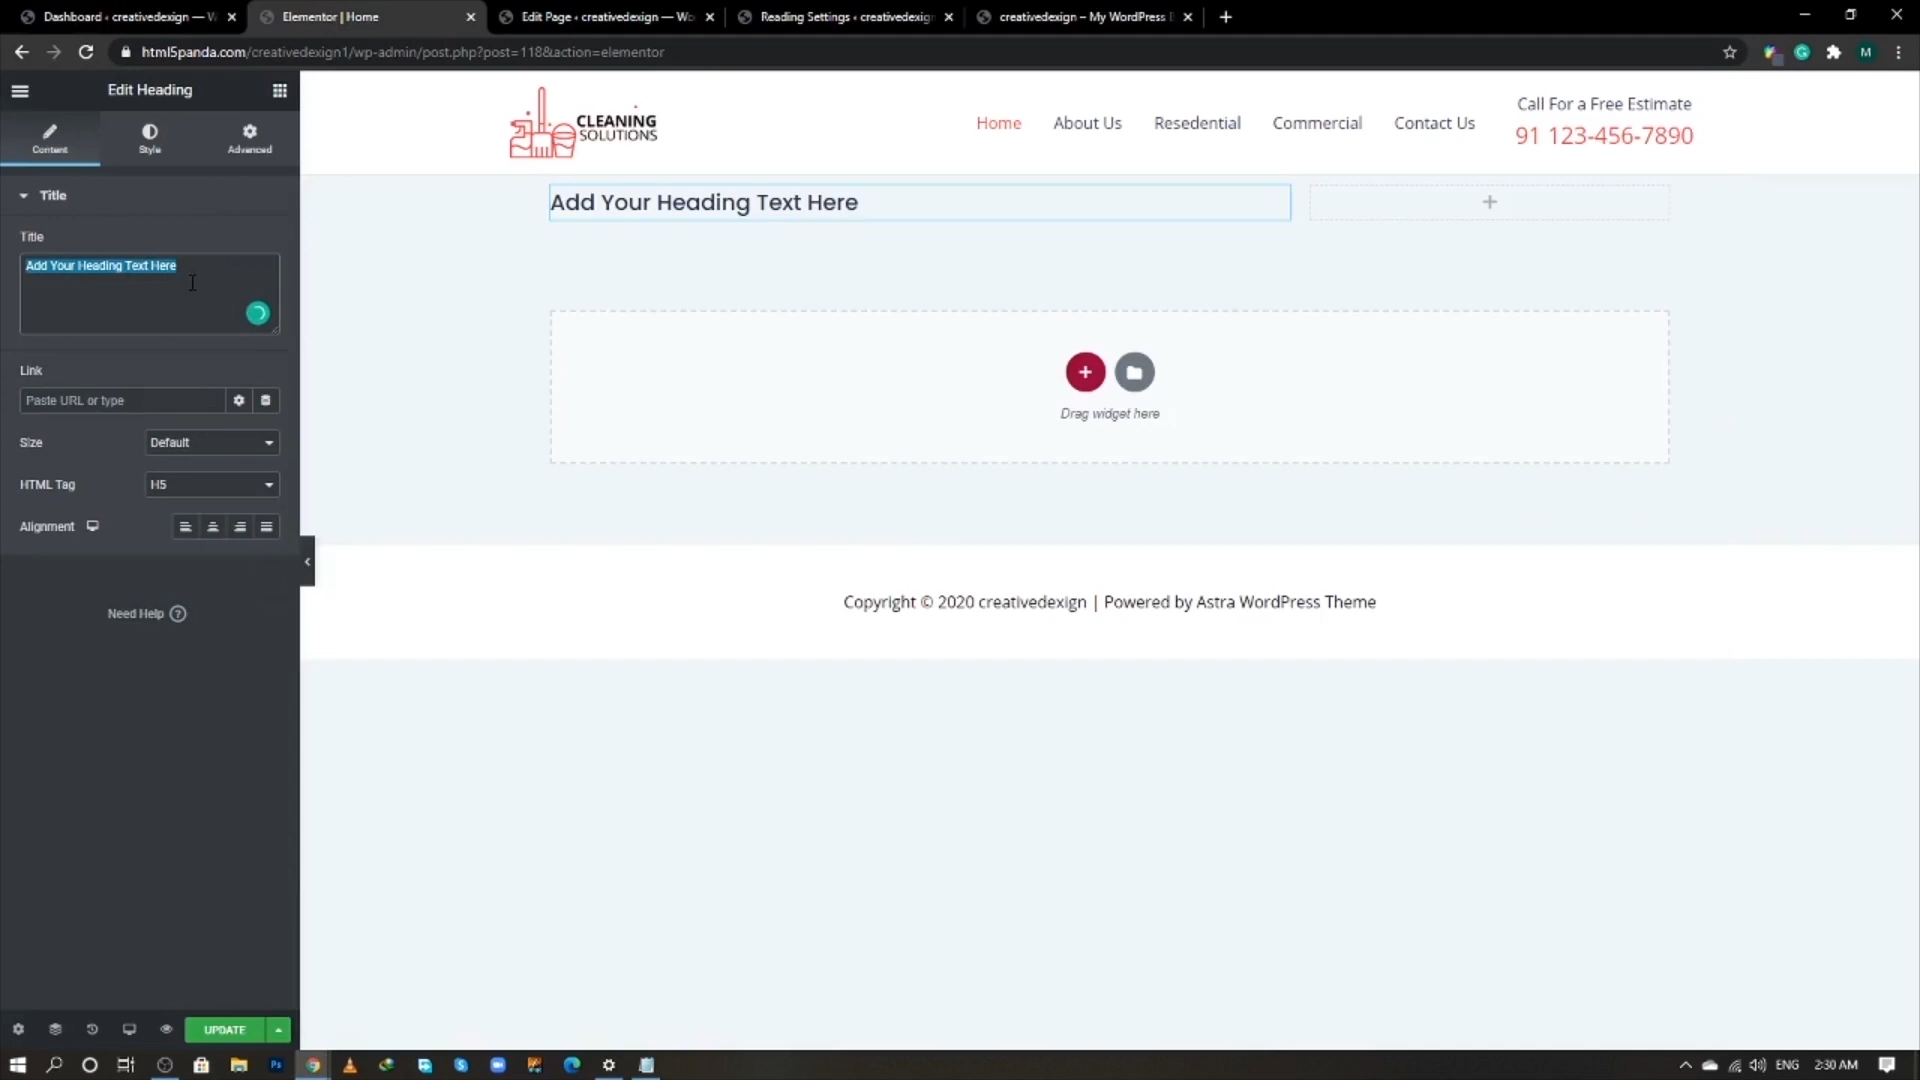 Dashboard ‹ creativedexign — W
Elementor | Home
Edit Page ‹ creativedexign — Wo
Reading Settings ‹ creativedexign
creativedexign – My WordPress B
html5panda.com/creativedexign1/wp-admin/post.php?post=118&action=elementor
M
Edit Heading
Content
Style
Advanced
Title
Title
Add Your Heading Text Here
Link
Paste URL or type
Size
Default
HTML Tag
H5
Alignment
Need Help
UPDATE
CLEANING
SOLUTIONS
Home
About Us
Resedential
Commercial
Contact Us
Call For a Free Estimate
91 123-456-7890
Add Your Heading Text Here
Drag widget here
Copyright © 2020 creativedexign | Powered by Astra WordPress Theme
ENG
2:30 AM